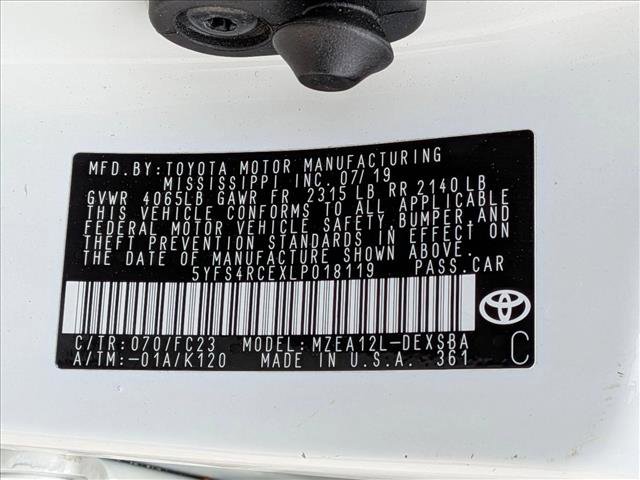 MFD. BY: TOYOTA MOTOR MANUFACTURING
MISSISSIPPI INC. 07/19
GVWR 4065LB GAWR FR 2315 LB RR 2140 LB
THIS VEHICLE CONFORMS TO ALL APPLICABLE
FEDERAL MOTOR VEHICLE SAFETY, BUMPER, AND
THEFT PREVENTION STANDARDS IN EFFECT ON
THE DATE OF MANUFACTURE SHOWN ABOVE.
5YFS4RCEXLP018119 PASS. CAR
C/TR: 070/FC23 MODEL: MZEA12L-DEXSBA
A/TM: -01A/K120 MADE IN U.S.A. 361
C